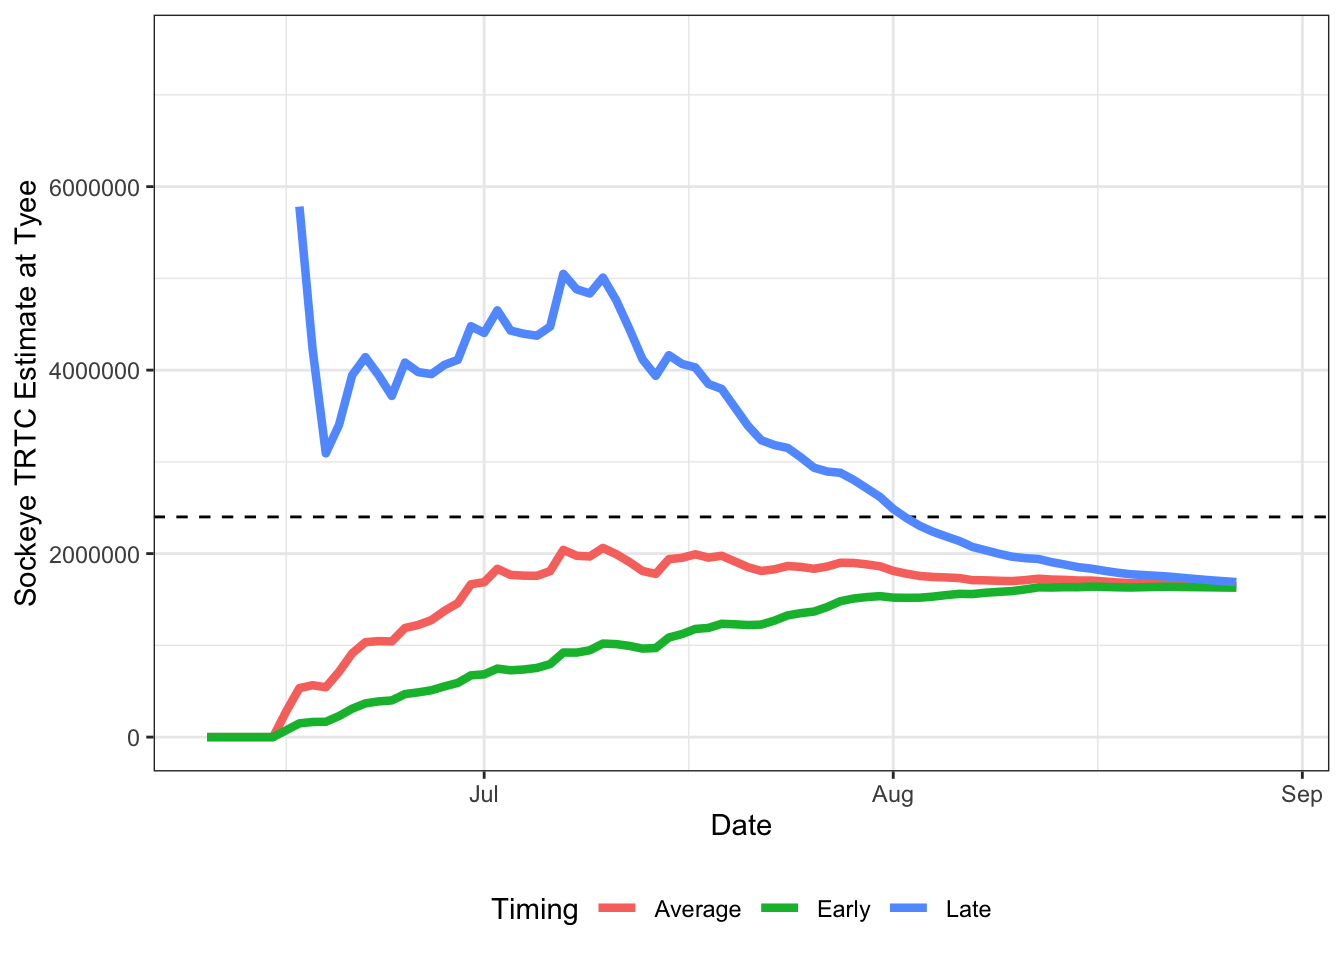 Sockeye TRTC Estimate at Tyee
6000000
4000000
2000000
0
Jul Aug Sep
Date
Timing Average Early Late